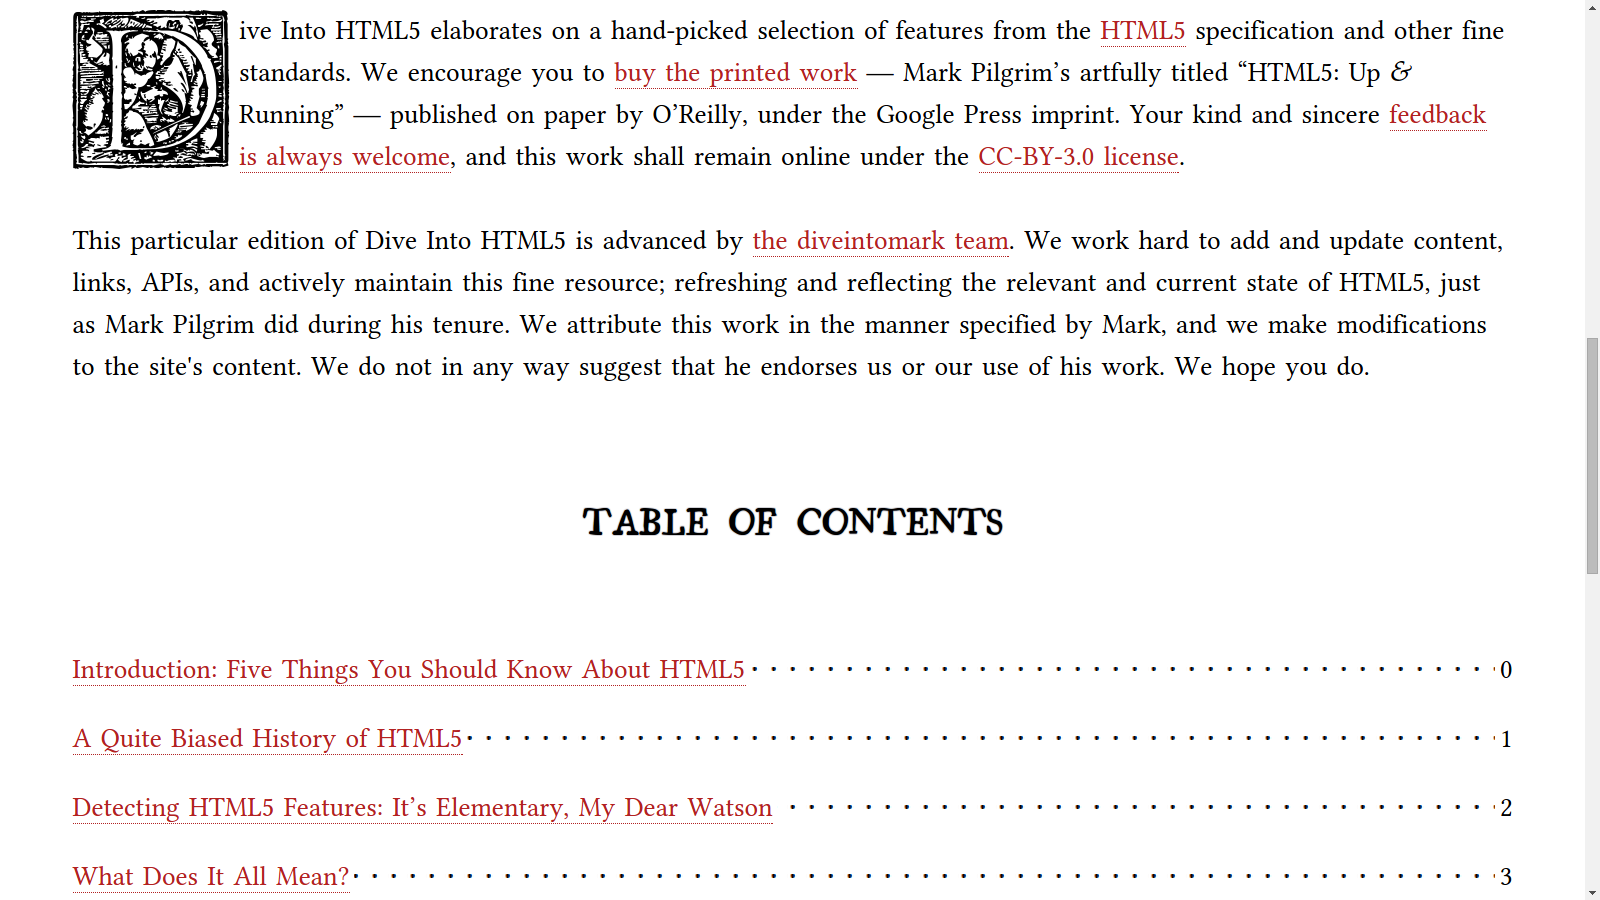 Dive Into HTML5 elaborates on a hand-picked selection of features from the HTML5 specification and other fine
standards. We encourage you to buy the printed work — Mark Pilgrim’s artfully titled “HTML5: Up &
Running” — published on paper by O’Reilly, under the Google Press imprint. Your kind and sincere feedback
is always welcome, and this work shall remain online under the CC-BY-3.0 license.
This particular edition of Dive Into HTML5 is advanced by the diveintomark team. We work hard to add and update content,
links, APIs, and actively maintain this fine resource; refreshing and reflecting the relevant and current state of HTML5, just
as Mark Pilgrim did during his tenure. We attribute this work in the manner specified by Mark, and we make modifications
to the site's content. We do not in any way suggest that he endorses us or our use of his work. We hope you do.
TABLE OF CONTENTS
Introduction: Five Things You Should Know About HTML5 0
A Quite Biased History of HTML5 1
Detecting HTML5 Features: It’s Elementary, My Dear Watson 2
What Does It All Mean? 3